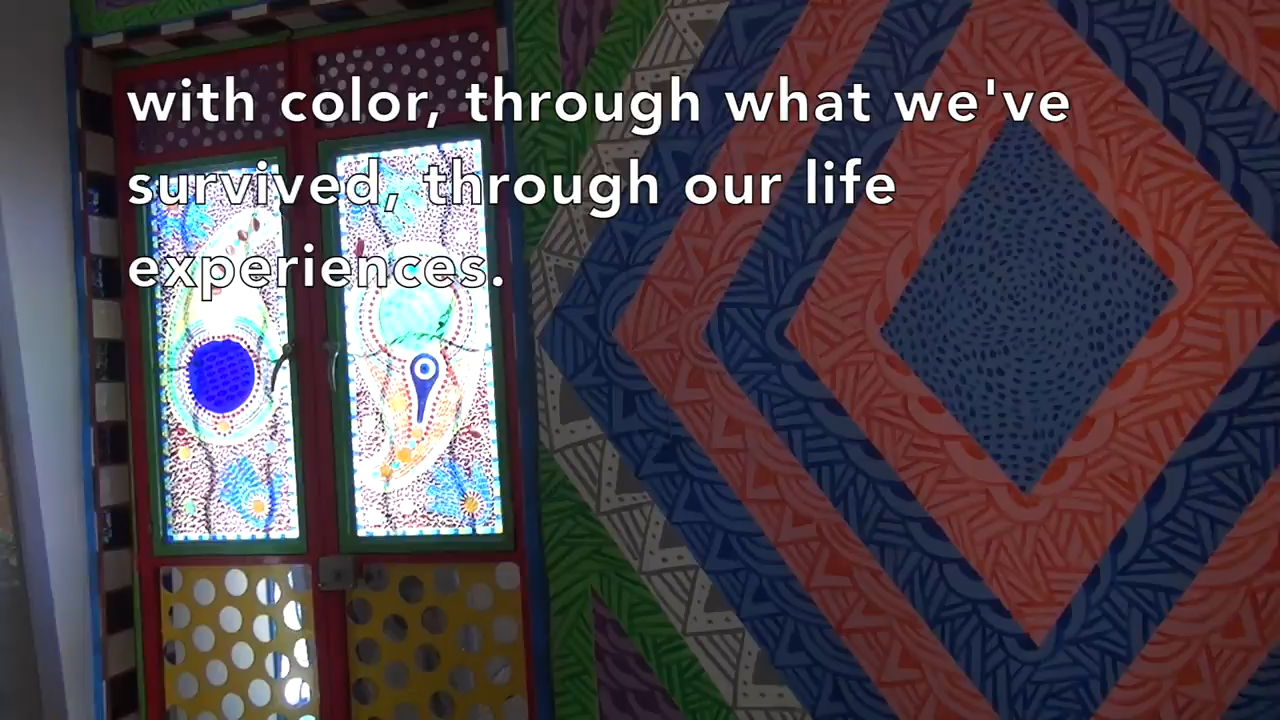 with color, through what we've
survived, through our life
experiences.